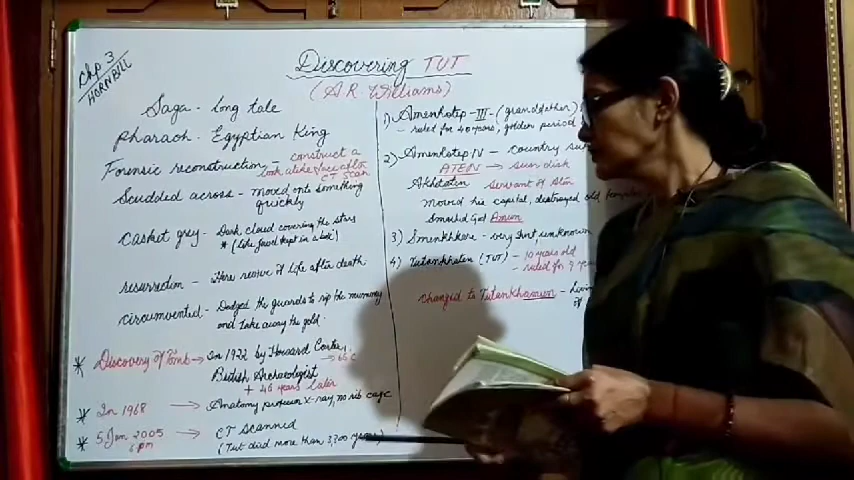 Chp 3
HORNBILL
Discovering TUT
(A R Williams)
Saga - long tale
Pharaoh - Egyptian King
Forensic reconstruction - construct a
look alike face after
CT Scan
Scudded across - moved onto something
quickly
casket grey - Dark cloud covering the stars
* (like jewel kept in a box)
resurrection - there revive of life after death
circumvented - Dodged the guards to rip the mummy
and take away the gold.
* Discovery of Tomb → In 1922 by Howard Carter,
British Archaeologist
+ 46 years later
* In 1968 → Anatomy professor x-ray, no rib cage
* 5 Jan 2005 → CT scanned
6 pm (Tut died more than 3,300 years)
1) Amenhotep - III - (grandfather)
- ruled for 40 years, golden period
2) Amenhotep IV - country
ATEN → sun disk
Akhetaten servant of Aten
Moved his capital, destroyed old
Smashed God Amun
3) Smenkhkare - very short, unknown
4) Tutankhaten (TUT) - 10 years old
- ruled for 9
changed to Tutankhamun -